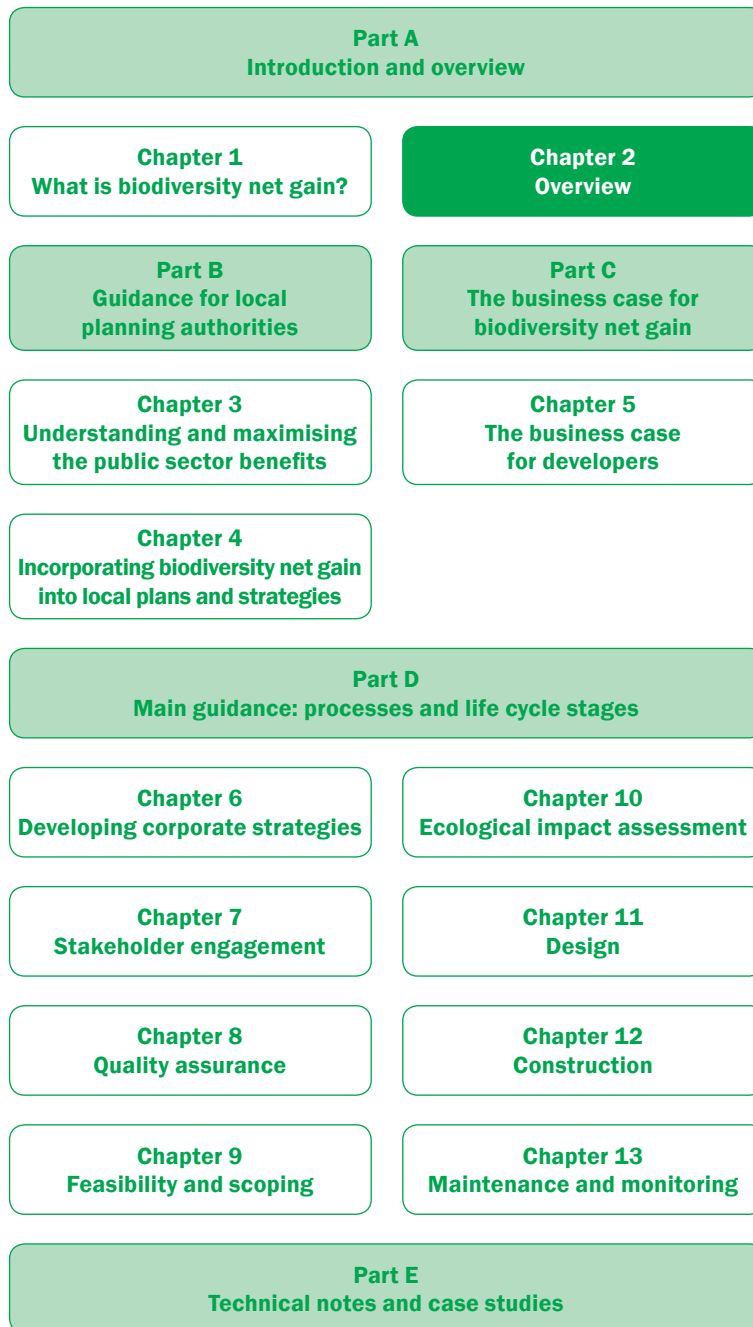 Part A
Introduction and overview
Chapter 1
What is biodiversity net gain?
Chapter 2
Overview
Part B
Guidance for local
planning authorities
Part C
The business case for
biodiversity net gain
Chapter 3
Understanding and maximising
the public sector benefits
Chapter 5
The business case
for developers
Chapter 4
Incorporating biodiversity net gain
into local plans and strategies
Part D
Main guidance: processes and life cycle stages
Chapter 6
Developing corporate strategies
Chapter 10
Ecological impact assessment
Chapter 7
Stakeholder engagement
Chapter 11
Design
Chapter 8
Quality assurance
Chapter 12
Construction
Chapter 9
Feasibility and scoping
Chapter 13
Maintenance and monitoring
Part E
Technical notes and case studies